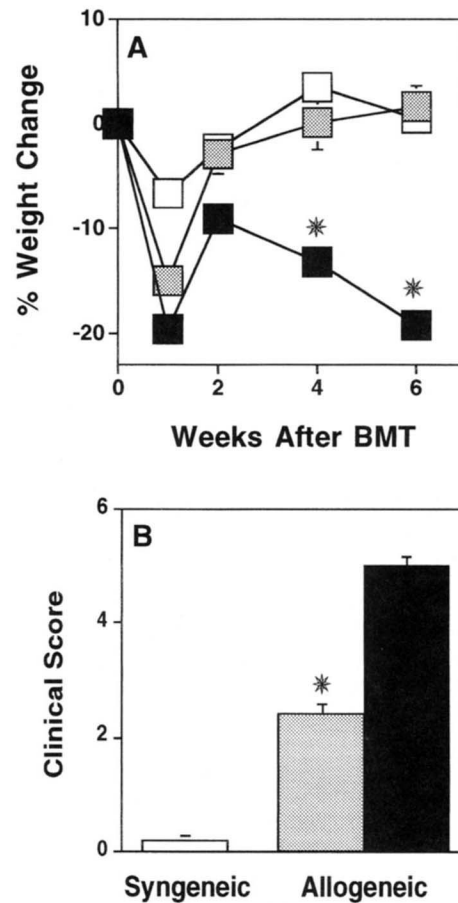 A
10
0
-10
-20
% Weight Change
0 2 4 6
Weeks After BMT
B
6
4
2
0
Clinical Score
Syngeneic Allogeneic